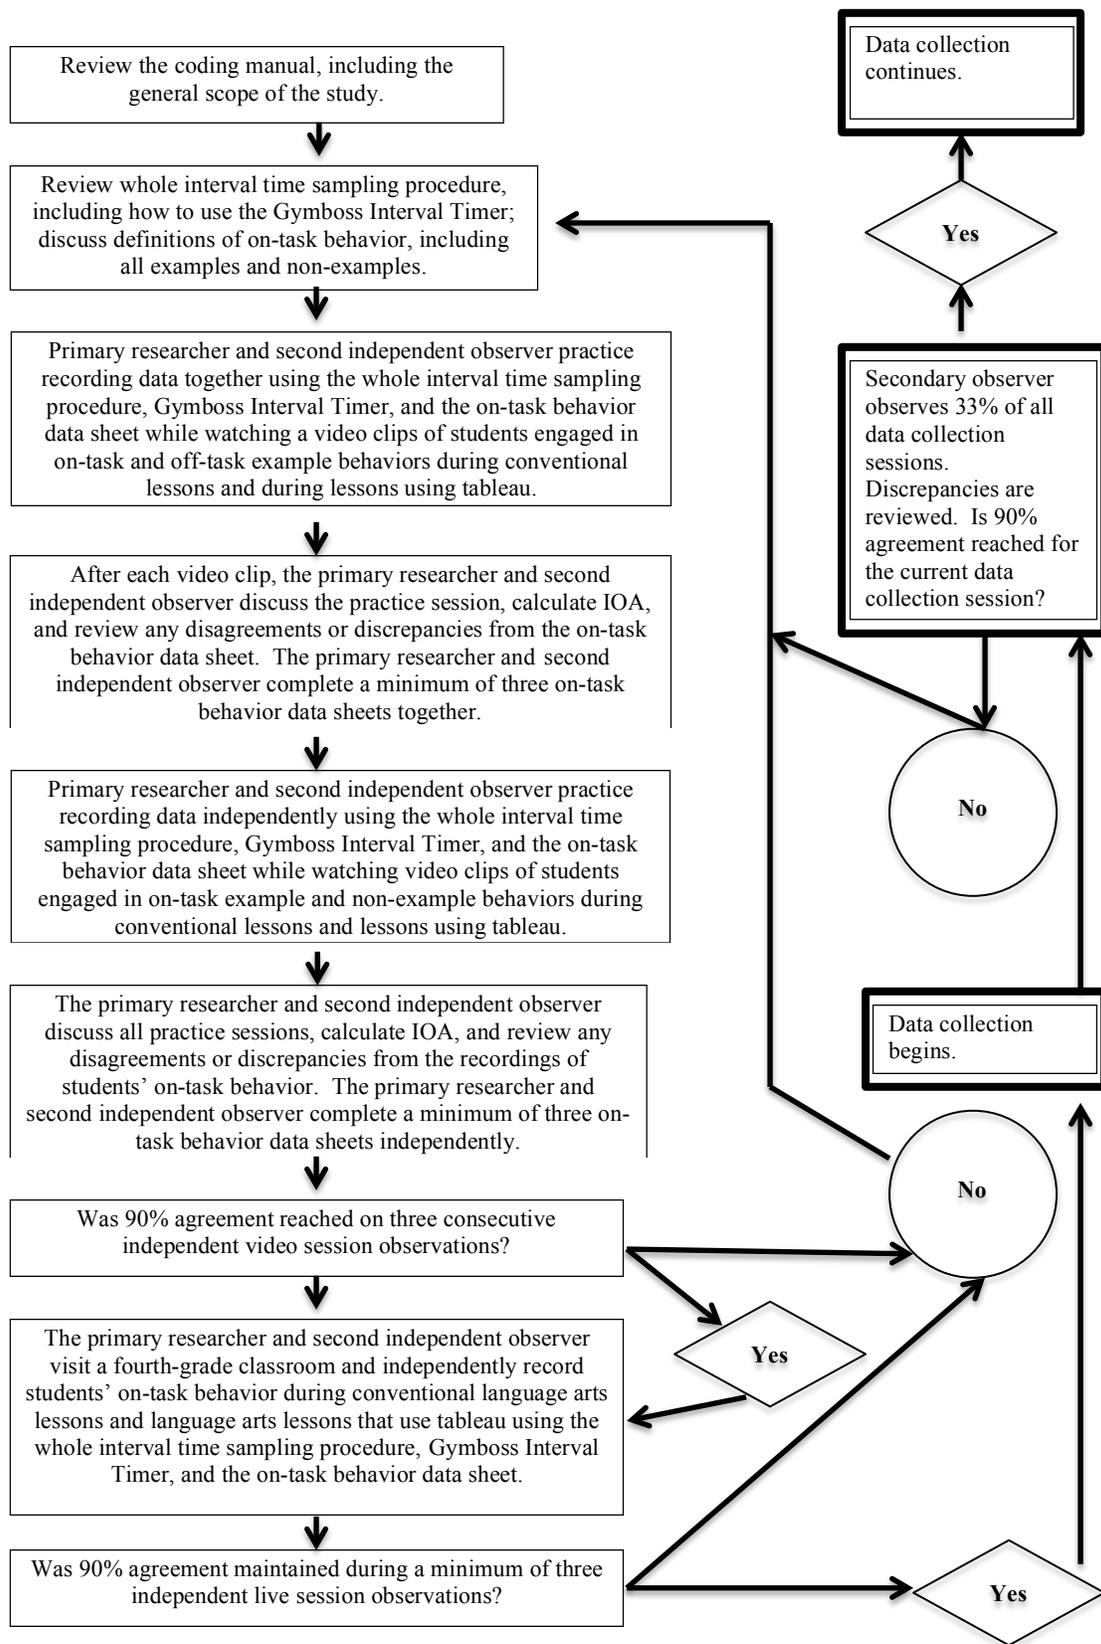 Review the coding manual, including the
general scope of the study.
Review whole interval time sampling procedure,
including how to use the Gymboss Interval Timer;
discuss definitions of on-task behavior, including
all examples and non-examples.
Primary researcher and second independent observer practice
recording data together using the whole interval time sampling
procedure, Gymboss Interval Timer, and the on-task behavior
data sheet while watching a video clips of students engaged in
on-task and off-task example behaviors during conventional
lessons and during lessons using tableau.
After each video clip, the primary researcher and second
independent observer discuss the practice session, calculate IOA,
and review any disagreements or discrepancies from the on-task
behavior data sheet.  The primary researcher and second
independent observer complete a minimum of three on-task
behavior data sheets together.
Primary researcher and second independent observer practice
recording data independently using the whole interval time
sampling procedure, Gymboss Interval Timer, and the on-task
behavior data sheet while watching video clips of students
engaged in on-task example and non-example behaviors during
conventional lessons and lessons using tableau.
The primary researcher and second independent observer
discuss all practice sessions, calculate IOA, and review any
disagreements or discrepancies from the recordings of
students' on-task behavior.  The primary researcher and
second independent observer complete a minimum of three on-
task behavior data sheets independently.
Was 90% agreement reached on three consecutive
independent video session observations?
The primary researcher and second independent observer
visit a fourth-grade classroom and independently record
students' on-task behavior during conventional language arts
lessons and language arts lessons that use tableau using the
whole interval time sampling procedure, Gymboss Interval
Timer, and the on-task behavior data sheet.
Was 90% agreement maintained during a minimum of three
independent live session observations?
Yes
No
Yes
Data collection
begins.
Secondary observer
observes 33% of all
data collection
sessions.
Discrepancies are
reviewed.  Is 90%
agreement reached for
the current data
collection session?
No
Yes
Data collection
continues.